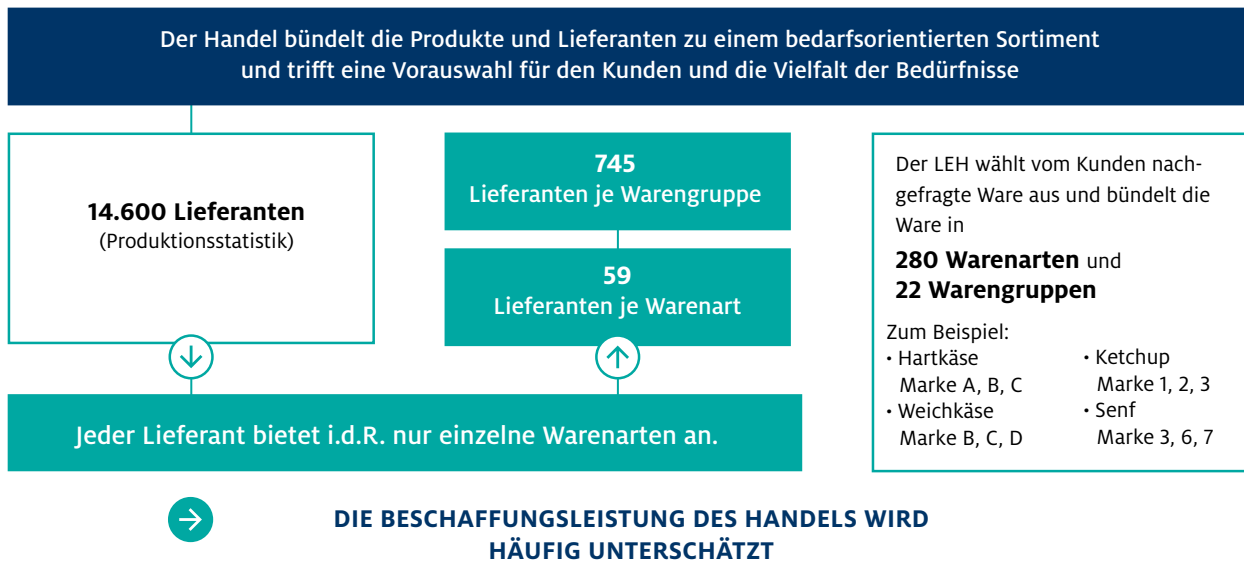 Der Handel bündelt die Produkte und Lieferanten zu einem bedarfsorientierten Sortiment
und trifft eine Vorauswahl für den Kunden und die Vielfalt der Bedürfnisse
14.600 Lieferanten
(Produktionsstatistik)
745
Lieferanten je Warengruppe
59
Lieferanten je Warenart
Jeder Lieferant bietet i.d.R. nur einzelne Warenarten an.
Der LEH wählt vom Kunden nach-
gefragte Ware aus und bündelt die
Ware in
280 Warenarten und
22 Warengruppen
Zum Beispiel:
• Hartkäse
Marke A, B, C
• Weichkäse
Marke B, C, D
• Ketchup
Marke 1, 2, 3
• Senf
Marke 3, 6, 7
DIE BESCHAFFUNGSLEISTUNG DES HANDELS WIRD
HÄUFIG UNTERSCHÄTZT